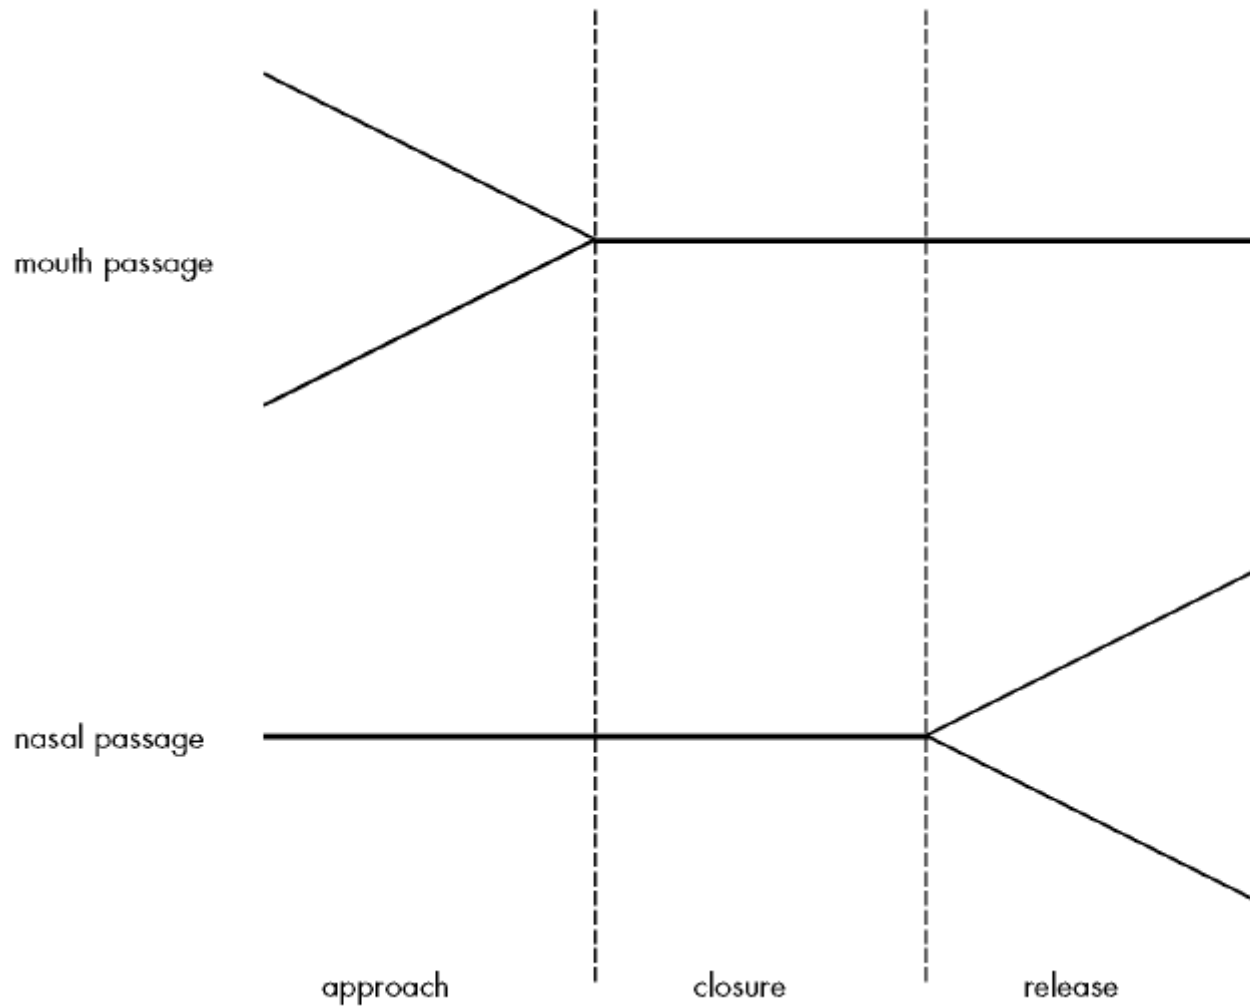 mouth passage
nasal passage
approach
closure
release